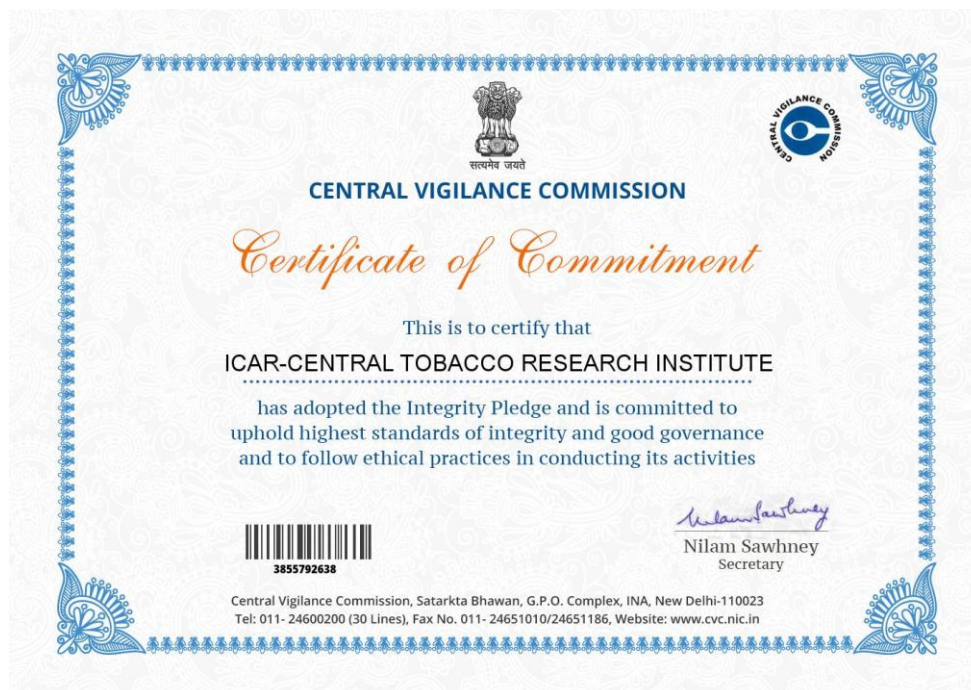 CENTRAL VIGILANCE COMMISSION
सत्यमेव जयते
CENTRAL VIGILANCE COMMISSION
Certificate of Commitment
This is to certify that
ICAR-CENTRAL TOBACCO RESEARCH INSTITUTE
has adopted the Integrity Pledge and is committed to
uphold highest standards of integrity and good governance
and to follow ethical practices in conducting its activities
Nilam Sawhney
Nilam Sawhney
Secretary
3855792638
Central Vigilance Commission, Satarkta Bhawan, G.P.O. Complex, INA, New Delhi-110023
Tel: 011- 24600200 (30 Lines), Fax No. 011- 24651010/24651186, Website: www.cvc.nic.in